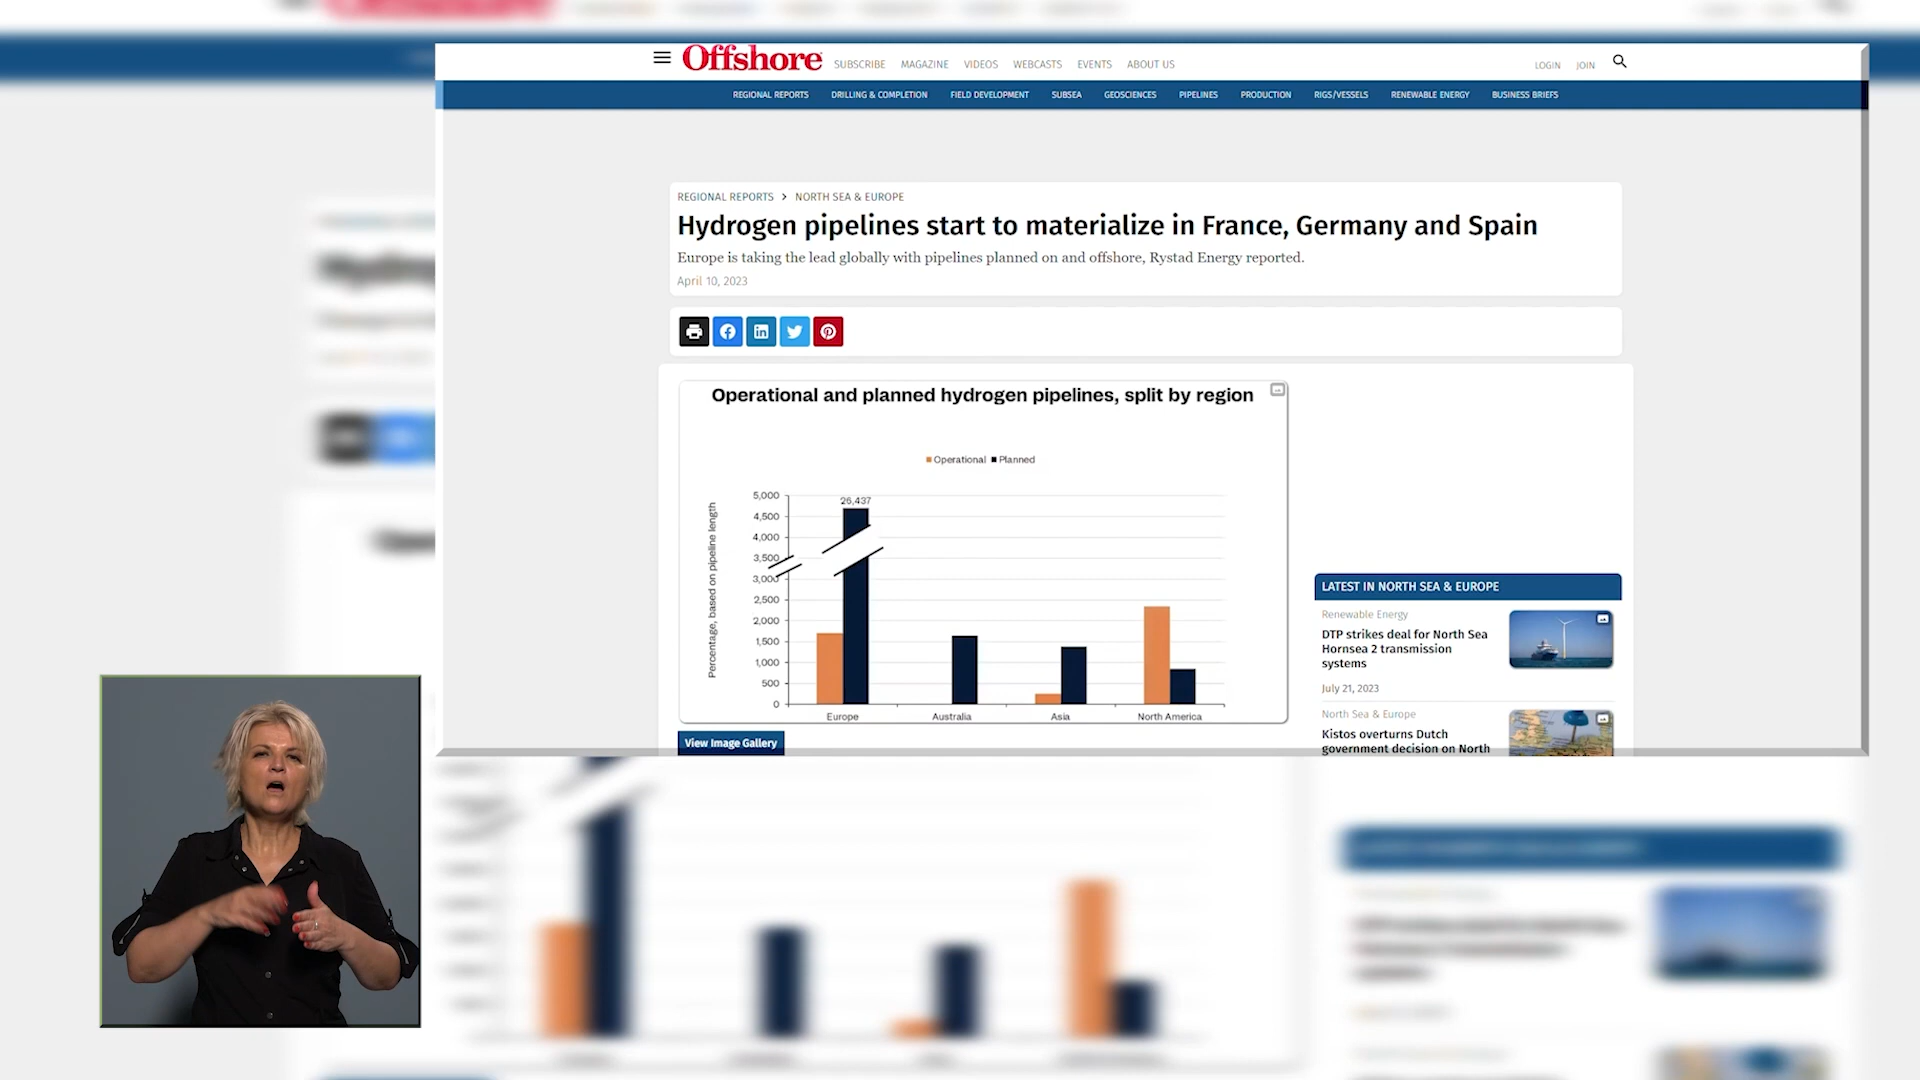 Offshore
SUBSCRIBE MAGAZINE VIDEOS WEBCASTS EVENTS ABOUT US
LOGIN JOIN
REGIONAL REPORTS DRILLING & COMPLETION FIELD DEVELOPMENT SUBSEA GEOSCIENCES PIPELINES PRODUCTION RIGS/VESSELS RENEWABLE ENERGY BUSINESS BRIEFS
REGIONAL REPORTS > NORTH SEA & EUROPE
Hydrogen pipelines start to materialize in France, Germany and Spain
Europe is taking the lead globally with pipelines planned on and offshore, Rystad Energy reported.
April 10, 2023
Operational and planned hydrogen pipelines, split by region
Operational Planned
Percentage, based on pipeline length
5,000
4,500
4,000
3,500
3,000
2,500
2,000
1,500
1,000
500
0
26,437
Europe Australia Asia North America
View Image Gallery
LATEST IN NORTH SEA & EUROPE
Renewable Energy
DTP strikes deal for North Sea
Hornsea 2 transmission
systems
July 21, 2023
North Sea & Europe
Kistos overturns Dutch
government decision on North